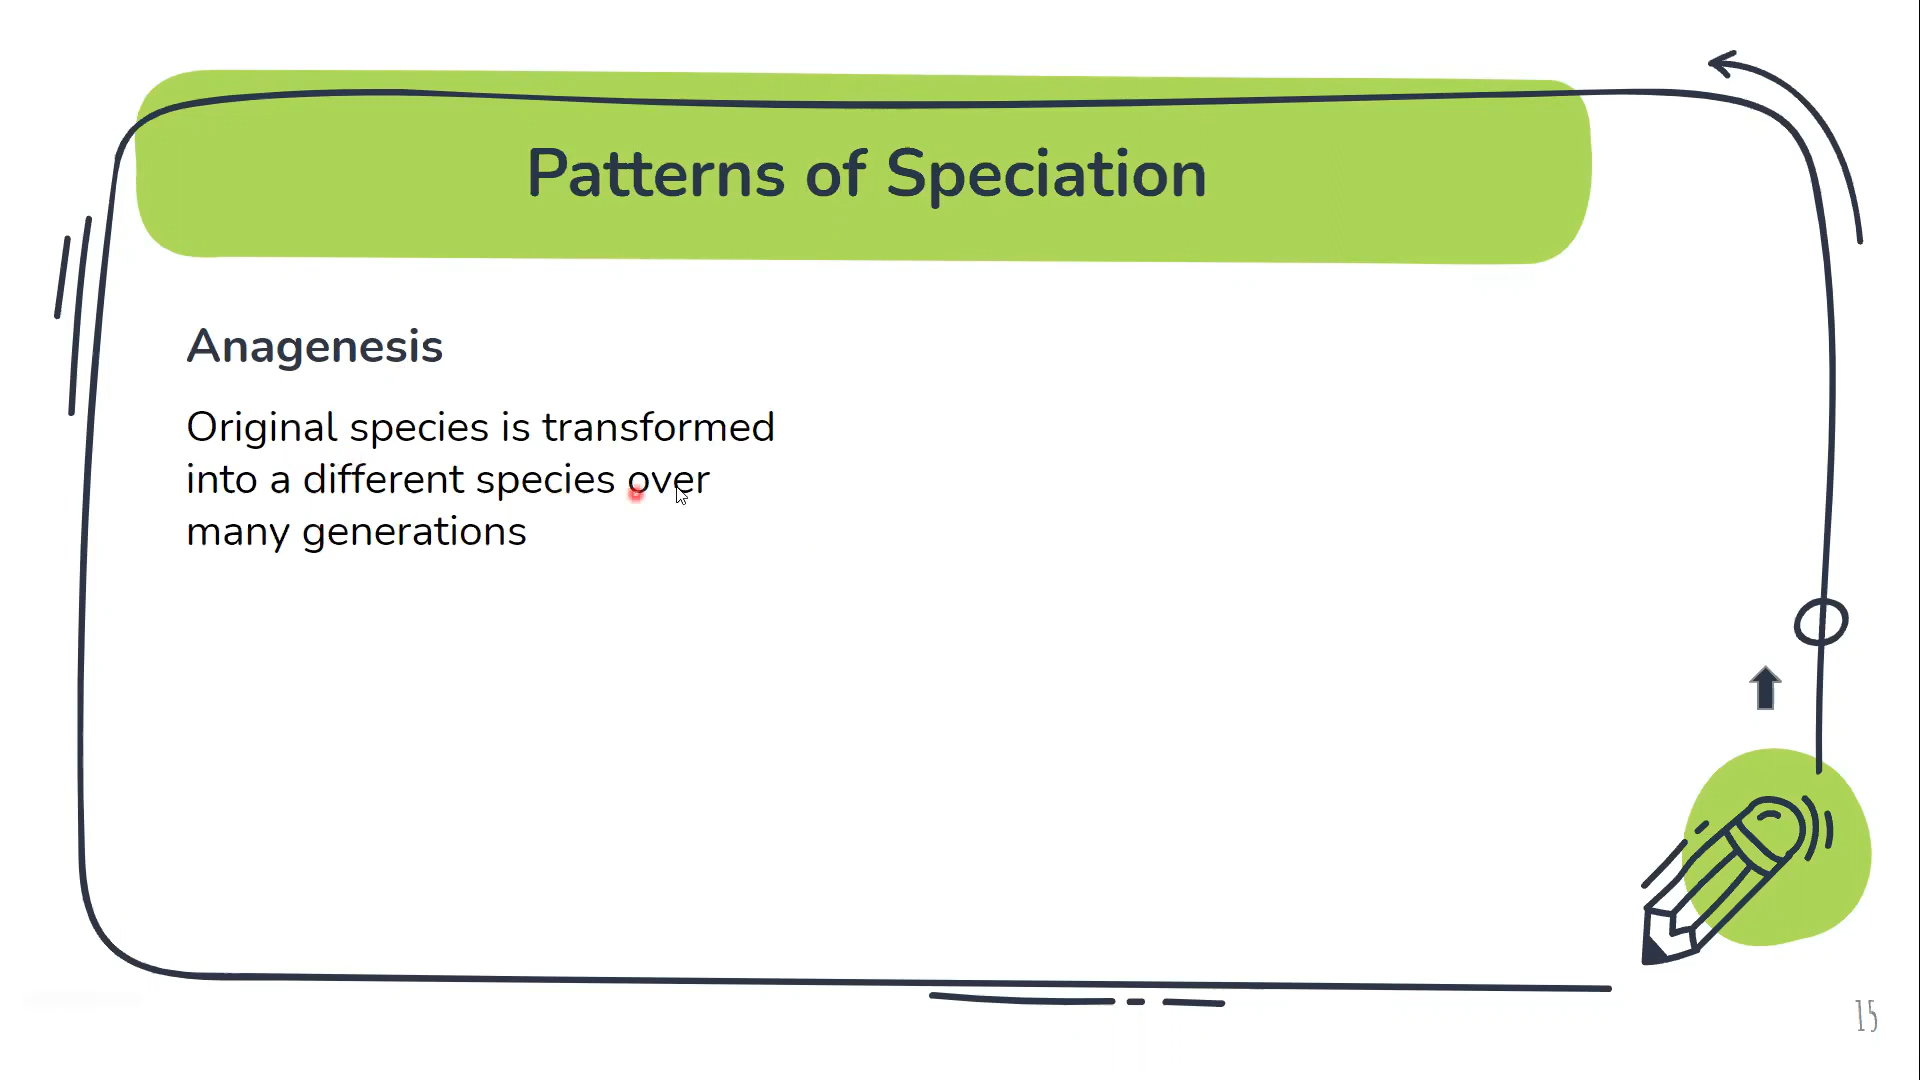 Patterns of Speciation
Anagenesis
Original species is transformed
into a different species over
many generations
15